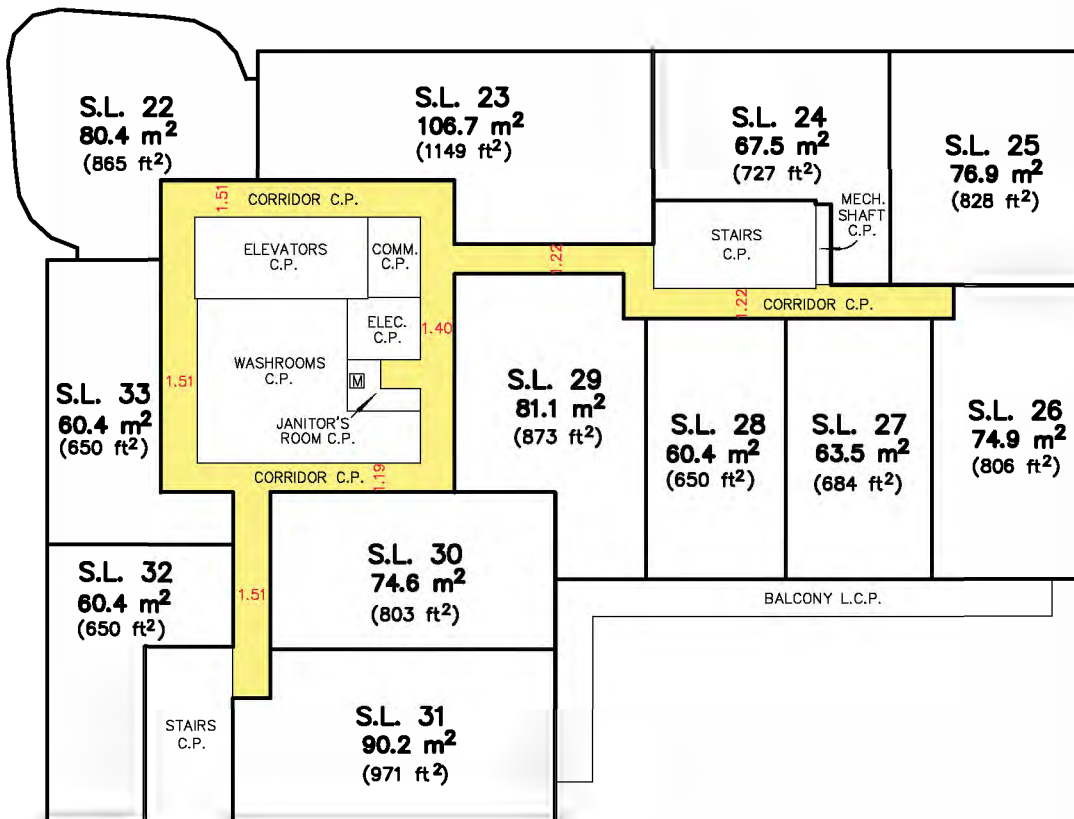 S.L. 22
80.4 m²
(865 ft²)
S.L. 23
106.7 m²
(1149 ft²)
S.L. 24
67.5 m²
(727 ft²)
S.L. 25
76.9 m²
(828 ft²)
MECH.
SHAFT
C.P.
STAIRS
C.P.
1.51
CORRIDOR C.P.
ELEVATORS
C.P.
COMM.
C.P.
1.22
1.22
CORRIDOR C.P.
ELEC.
C.P.
1.40
WASHROOMS
C.P.
M
JANITOR'S
ROOM C.P.
1.51
S.L. 33
60.4 m²
(650 ft²)
S.L. 29
81.1 m²
(873 ft²)
S.L. 28
60.4 m²
(650 ft²)
S.L. 27
63.5 m²
(684 ft²)
S.L. 26
74.9 m²
(806 ft²)
CORRIDOR C.P.
1.19
S.L. 30
74.6 m²
(803 ft²)
S.L. 32
60.4 m²
(650 ft²)
1.51
BALCONY L.C.P.
STAIRS
C.P.
S.L. 31
90.2 m²
(971 ft²)